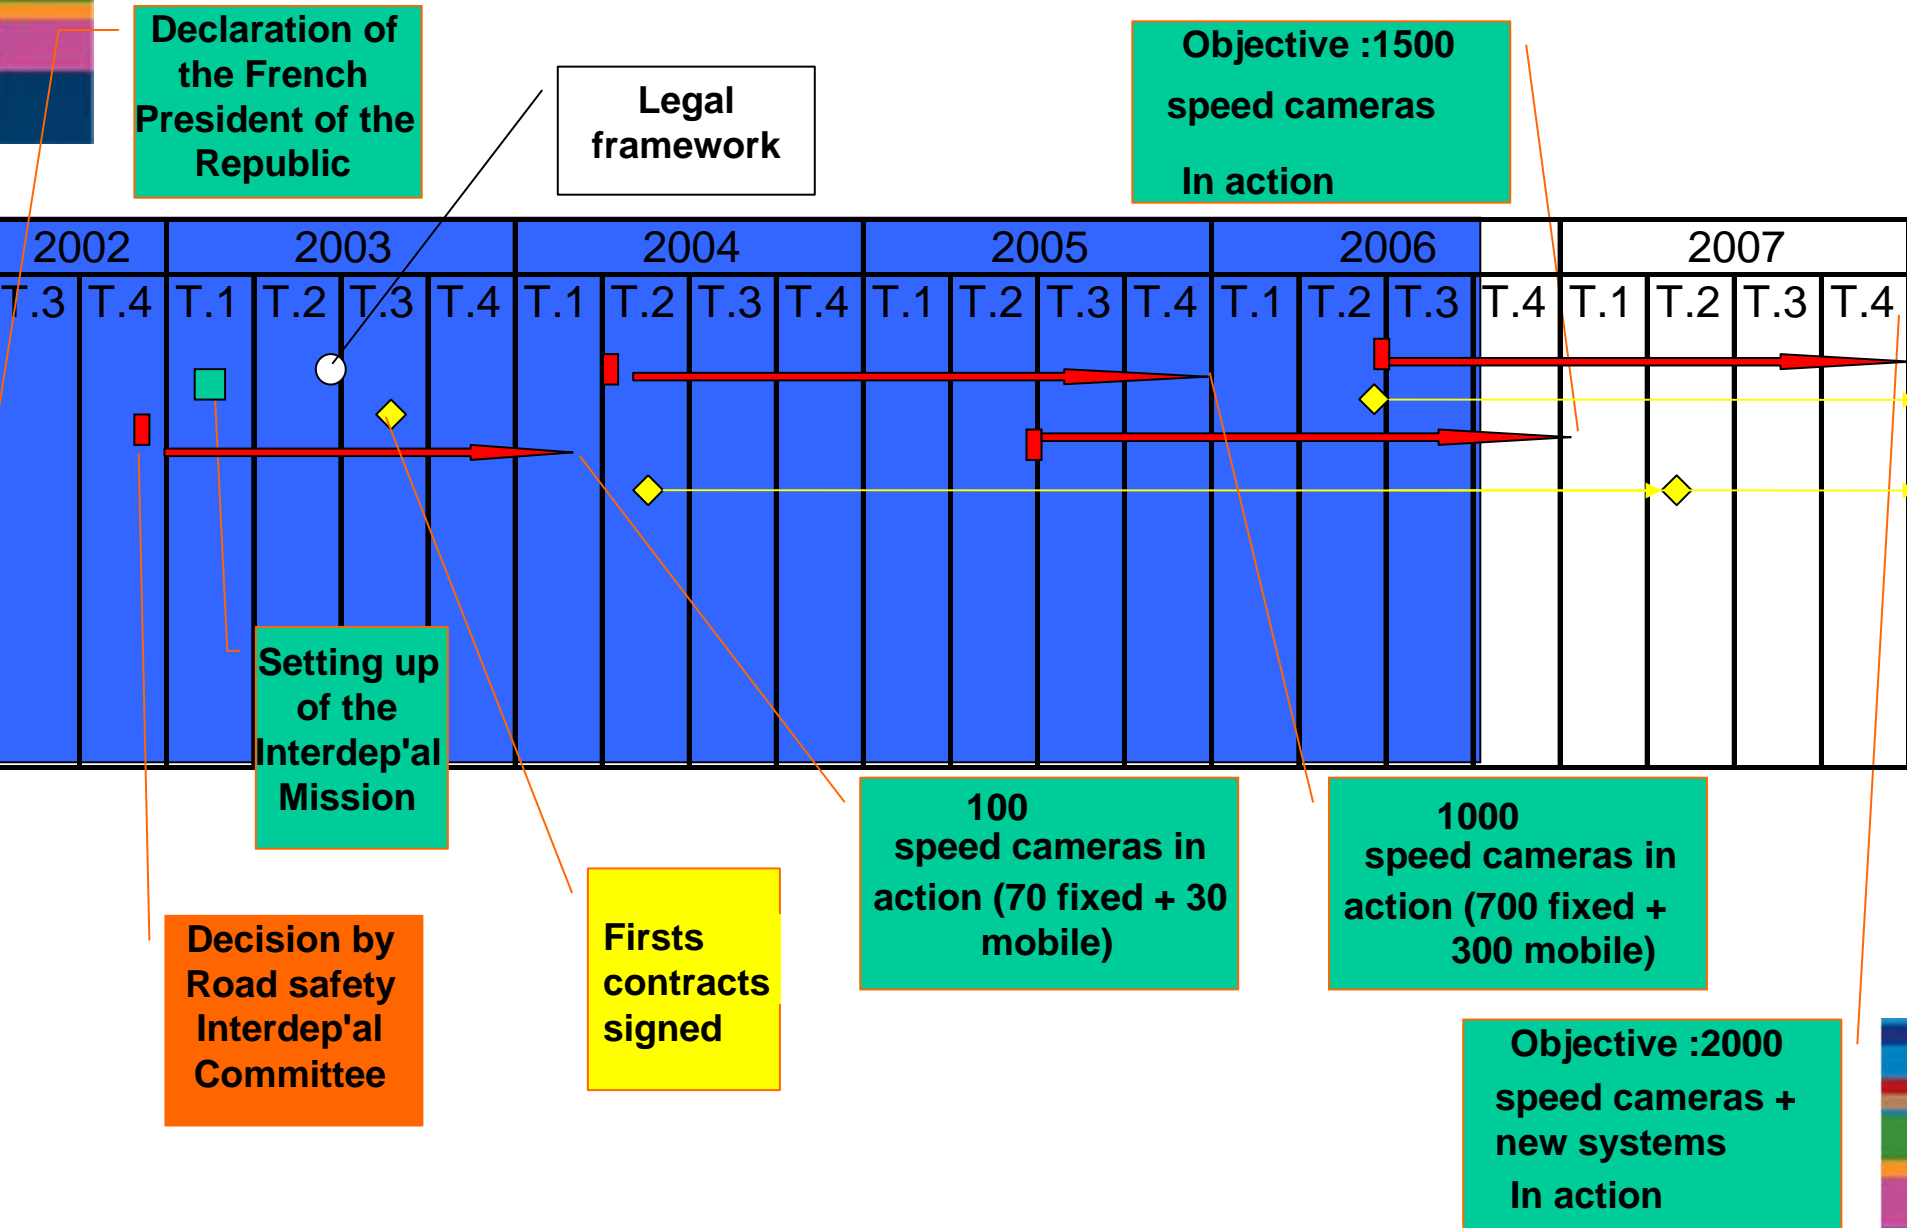 Declaration of
the French
President of the
Republic
Legal
framework
Objective :1500
speed cameras
In action
2002 2003 2004 2005 2006 2007
T.3 T.4 T.1 T.2 T.3 T.4 T.1 T.2 T.3 T.4 T.1 T.2 T.3 T.4 T.1 T.2 T.3 T.4 T.1 T.2 T.3 T.4
Setting up
of the
Interdep'al
Mission
Decision by
Road safety
Interdep'al
Committee
Firsts
contracts
signed
100
speed cameras in
action (70 fixed + 30
mobile)
1000
speed cameras in
action (700 fixed +
300 mobile)
Objective :2000
speed cameras +
new systems
In action